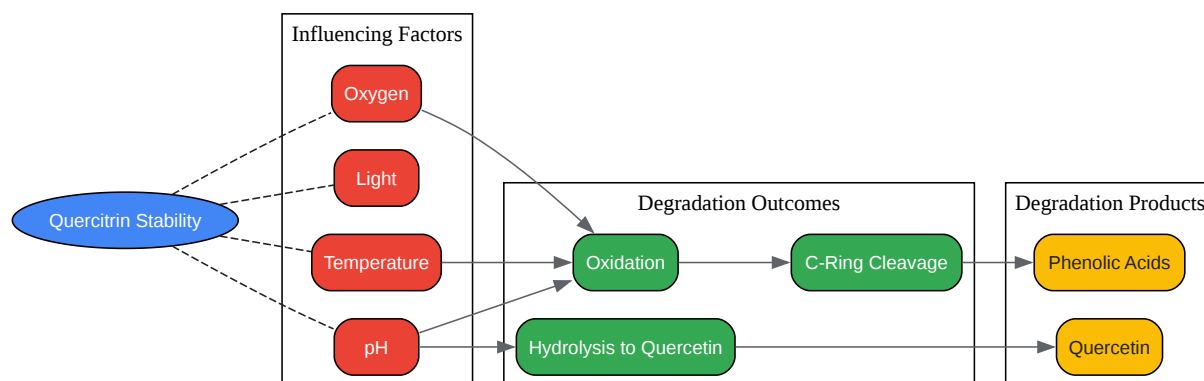 Influencing Factors
Oxygen
Light
Quercitrin Stability
Temperature
pH
Degradation Outcomes
Oxidation
C-Ring Cleavage
Hydrolysis to Quercetin
Degradation Products
Phenolic Acids
Quercetin